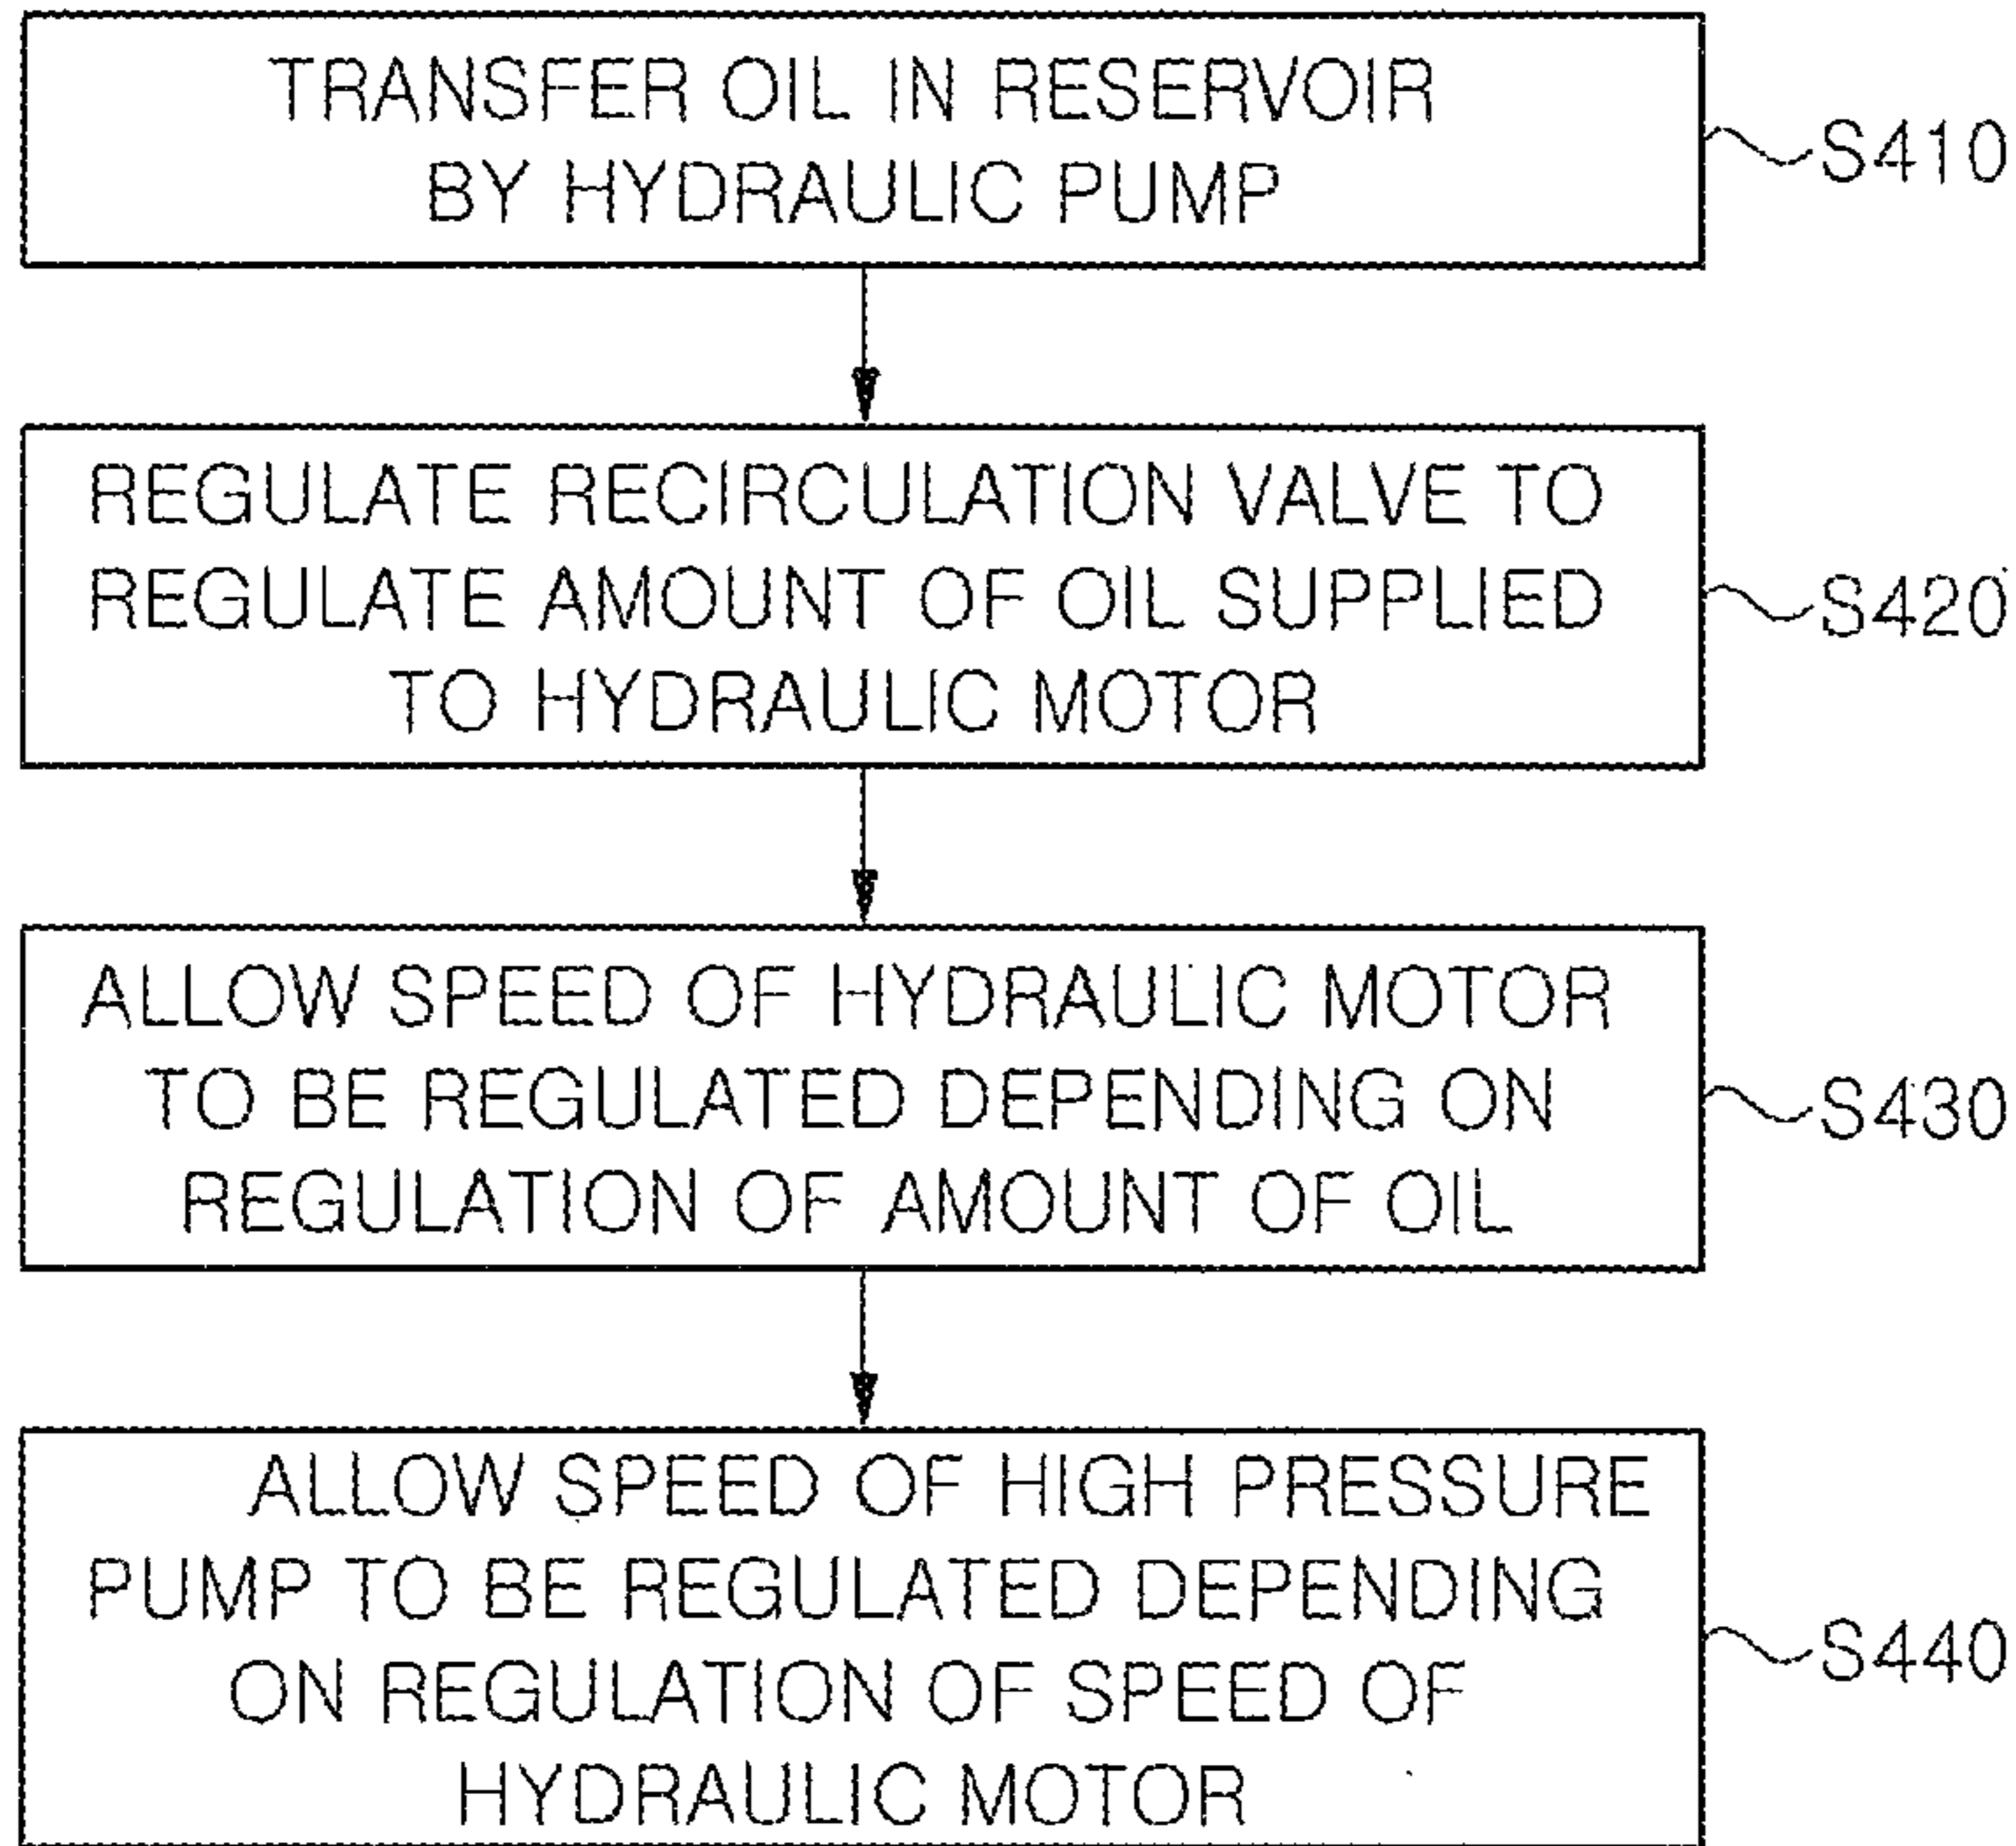 TRANSFER OIL IN RESERVOIR
BY HYDRAULIC PUMP
S410
REGULATE RECIRCULATION VALVE TO
REGULATE AMOUNT OF OIL SUPPLIED
TO HYDRAULIC MOTOR
S420
ALLOW SPEED OF HYDRAULIC MOTOR
TO BE REGULATED DEPENDING ON
REGULATION OF AMOUNT OF OIL
S430
ALLOW SPEED OF HIGH PRESSURE
PUMP TO BE REGULATED DEPENDING
ON REGULATION OF SPEED OF
HYDRAULIC MOTOR
S440